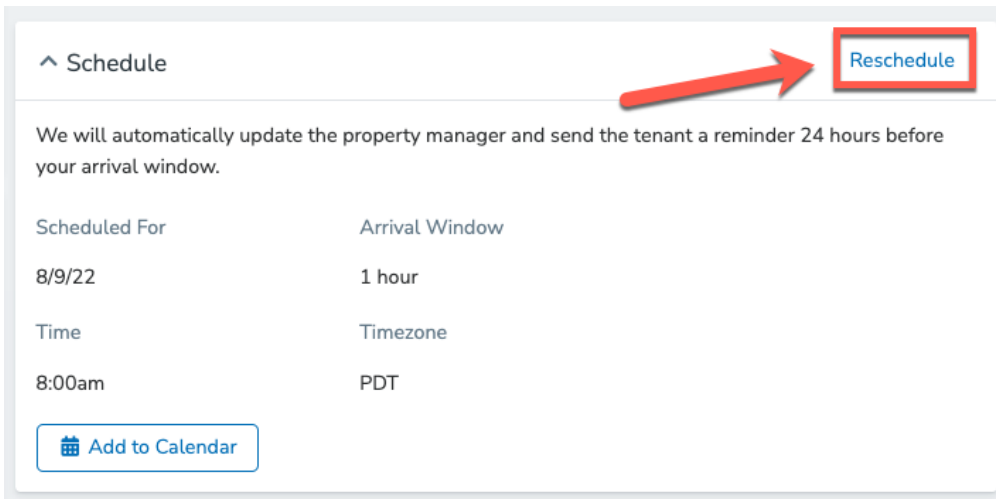 Schedule
Reschedule
We will automatically update the property manager and send the tenant a reminder 24 hours before
your arrival window.
Scheduled For
Arrival Window
8/9/22
1 hour
Time
Timezone
8:00am
PDT
Add to Calendar